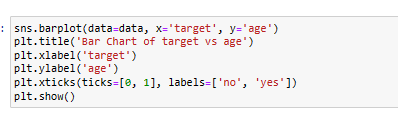 : sns.barplot(data=data, x='target', y='age')
plt.title('Bar Chart of target vs age')
plt.xlabel('target')
plt.ylabel('age')
plt.xticks(ticks=[0, 1], labels=['no', 'yes'])
plt.show()